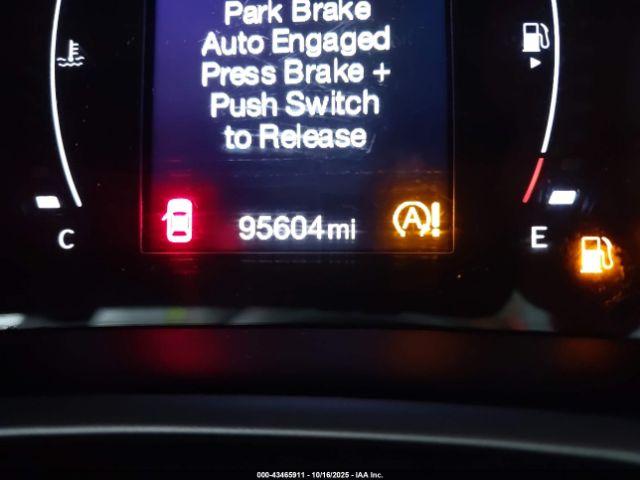 Park Brake
Auto Engaged
Press Brake +
Push Switch
to Release
95604mi
A!
C
E
000-43465911 - 10/16/2025 - IAA Inc.